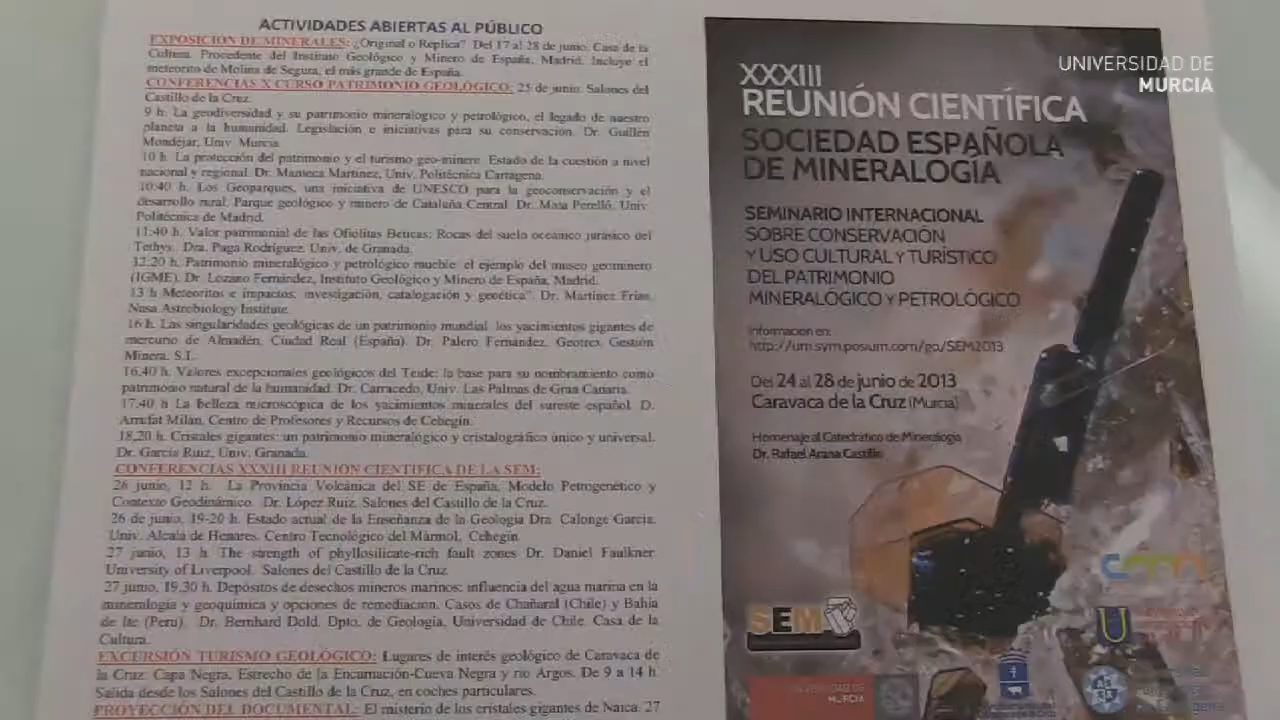 ACTIVIDADES ABIERTAS AL PÚBLICO
EXPOSICIÓN DE MINERALES: ¿Original o Réplica? Del 17 al 28 de junio. Casa de la
Cultura. Procedente del Instituto Geológico y Minero de España, Madrid. Incluye el
meteorito de Molina de Segura, el más grande de España.
CONFERENCIAS X CURSO PATRIMONIO GEOLÓGICO: 25 de junio. Salones del
Castillo de la Cruz.
9 h. La geodiversidad y su patrimonio mineralogico y petrológico, el legado de nuestro
planeta a la humanidad. Legislación e iniciativas para su conservación. Dr. Guillén
Mondéjar, Univ. Murcia
10 h. La protección del patrimonio y el turismo geo-minero. Estado de la cuestión a nivel
nacional y regional. Dr. Manteca Martínez, Univ. Politécnica Cartagena.
10:40 h. Los Geoparques, una iniciativa de UNESCO para la geoconservación y el
desarrollo rural. Parque geológico y minero de Cataluña Central. Dr. Mata Perelló, Univ.
Politécnica de Madrid.
11:40 h. Valor patrimonial de las Ofiolitas Béticas: Rocas del suelo oceánico jurásico del
Tethys. Dra. Puga Rodríguez, Univ. de Granada.
12:20 h. Patrimonio mineralógico y petrológico mueble: el ejemplo del museo geominero
(IGME). Dr. Lozano Fernández, Instituto Geológico y Minero de España, Madrid.
13 h Meteoritos e impactos, investigación, catalogación y geoética". Dr. Martínez Frías,
Nasa Astrobiology Institute.
16 h. Las singularidades geológicas de un patrimonio mundial: los yacimientos gigantes de
mercurio de Almadén, Ciudad Real (España). Dr. Palero Fernández, Geotrex Gestión
Minera, S.L.
16,40 h. Valores excepcionales geológicos del Teide: la base para su nombramiento como
patrimonio natural de la humanidad. Dr. Carracedo, Univ. Las Palmas de Gran Canaria.
17:40 h La belleza microscópica de los yacimientos minerales del sureste español. D.
Arrufat Milán, Centro de Profesores y Recursos de Cehegín.
18,20 h. Cristales gigantes: un patrimonio mineralógico y cristalográfico único y universal.
Dr. García Ruiz, Univ. Granada.
CONFERENCIAS XXXIII REUNIÓN CIENTÍFICA DE LA SEM:
26 junio, 12 h. La Provincia Volcánica del SE de España, Modelo Petrogenético y
Contexto Geodinámico. Dr. López Ruiz. Salones del Castillo de la Cruz.
26 de junio, 19-20 h. Estado actual de la Enseñanza de la Geología Dra. Calonge García.
Univ. Alcalá de Henares. Centro Tecnológico del Mármol, Cehegín.
27 junio, 13 h. The strength of phyllosilicate-rich fault zones. Dr. Daniel Faulkner.
University of Liverpool. Salones del Castillo de la Cruz
27 junio, 19,30 h. Depósitos de desechos mineros marinos: influencia del agua marina en la
mineralogía y geoquímica y opciones de remediación. Casos de Chañaral (Chile) y Bahía
de Ite (Perú). Dr. Bernhard Dold, Dpto. de Geología, Universidad de Chile. Casa de la
Cultura.
EXCURSIÓN TURISMO GEOLÓGICO: Lugares de interés geológico de Caravaca de
la Cruz: Capa Negra, Estrecho de la Encarnación-Cueva Negra y río Argos. De 9 a 14 h.
Salida desde los Salones del Castillo de la Cruz, en coches particulares.
PROYECCIÓN DEL DOCUMENTAL: El misterio de los cristales gigantes de Naica. 27
UNIVERSIDAD DE
MURCIA
XXXIII
REUNIÓN CIENTÍFICA
SOCIEDAD ESPAÑOLA
DE MINERALOGÍA
SEMINARIO INTERNACIONAL
SOBRE CONSERVACIÓN
Y USO CULTURAL Y TURÍSTICO
DEL PATRIMONIO
MINERALÓGICO Y PETROLÓGICO
Información en:
http://um.sym.posium.com/go/SEM2013
Del 24 al 28 de junio de 2013
Caravaca de la Cruz (Murcia)
Homenaje al Catedrático de Mineralogía
Dr. Rafael Arana Castillo
SEM
UNIVERSIDAD DE
MURCIA